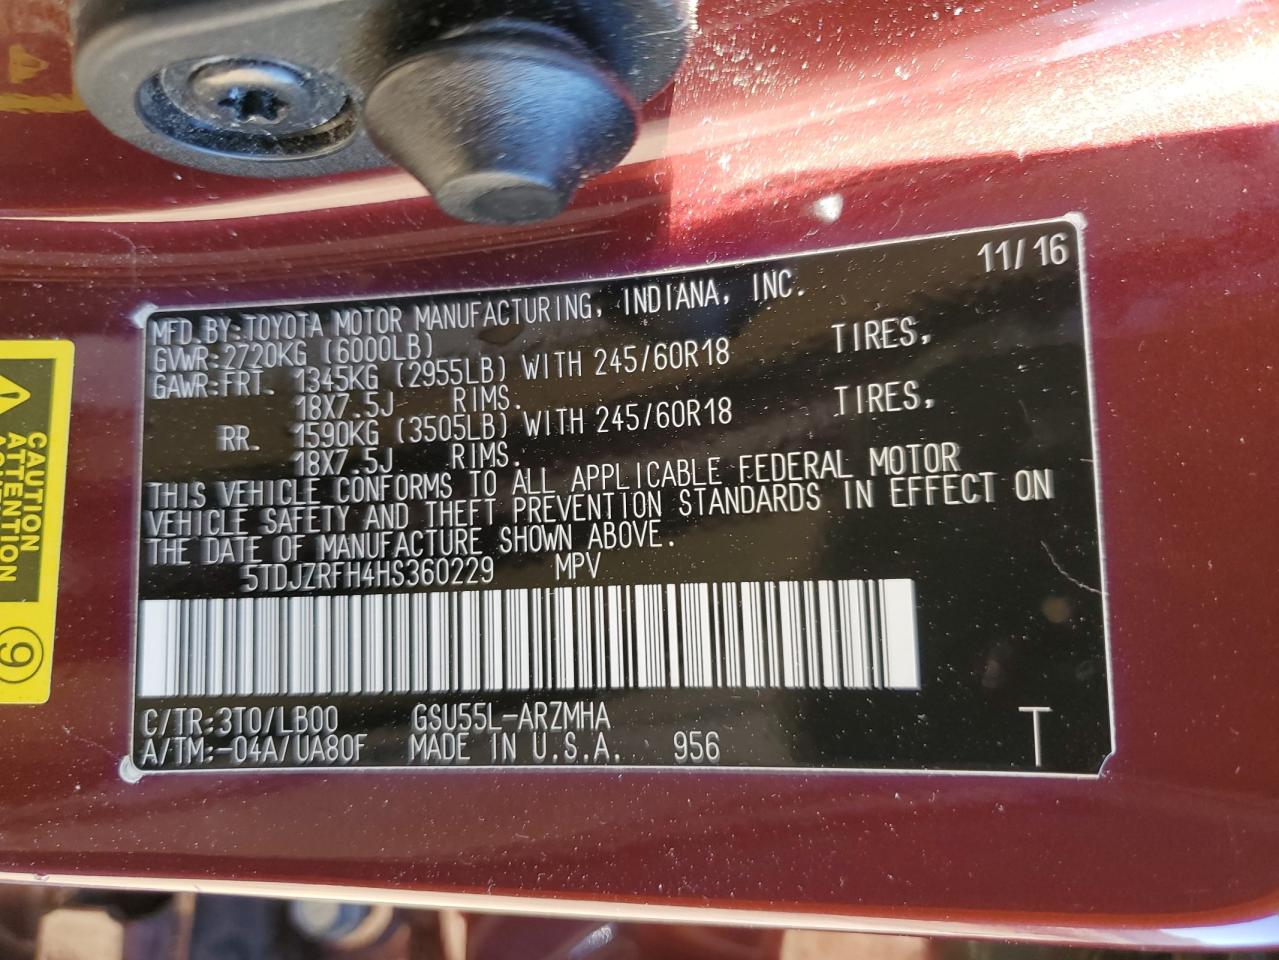 11/16
MFD.BY:TOYOTA MOTOR MANUFACTURING, INDIANA, INC.
GVWR:2720KG (6000LB)
GAWR:FRT. 1345KG (2955LB) WITH 245/60R18 TIRES,
18X7.5J RIMS.
RR. 1590KG (3505LB) WITH 245/60R18 TIRES,
18X7.5J RIMS.
THIS VEHICLE CONFORMS TO ALL APPLICABLE FEDERAL MOTOR
VEHICLE SAFETY AND THEFT PREVENTION STANDARDS IN EFFECT ON
THE DATE OF MANUFACTURE SHOWN ABOVE.
5TDJZRFH4HS360229 MPV
C/TR:3T0/LB00 GSU55L-ARZMHA
A/TM:-04A/UA80F MADE IN U.S.A. 956 T
CAUTION
ATTENTION
9